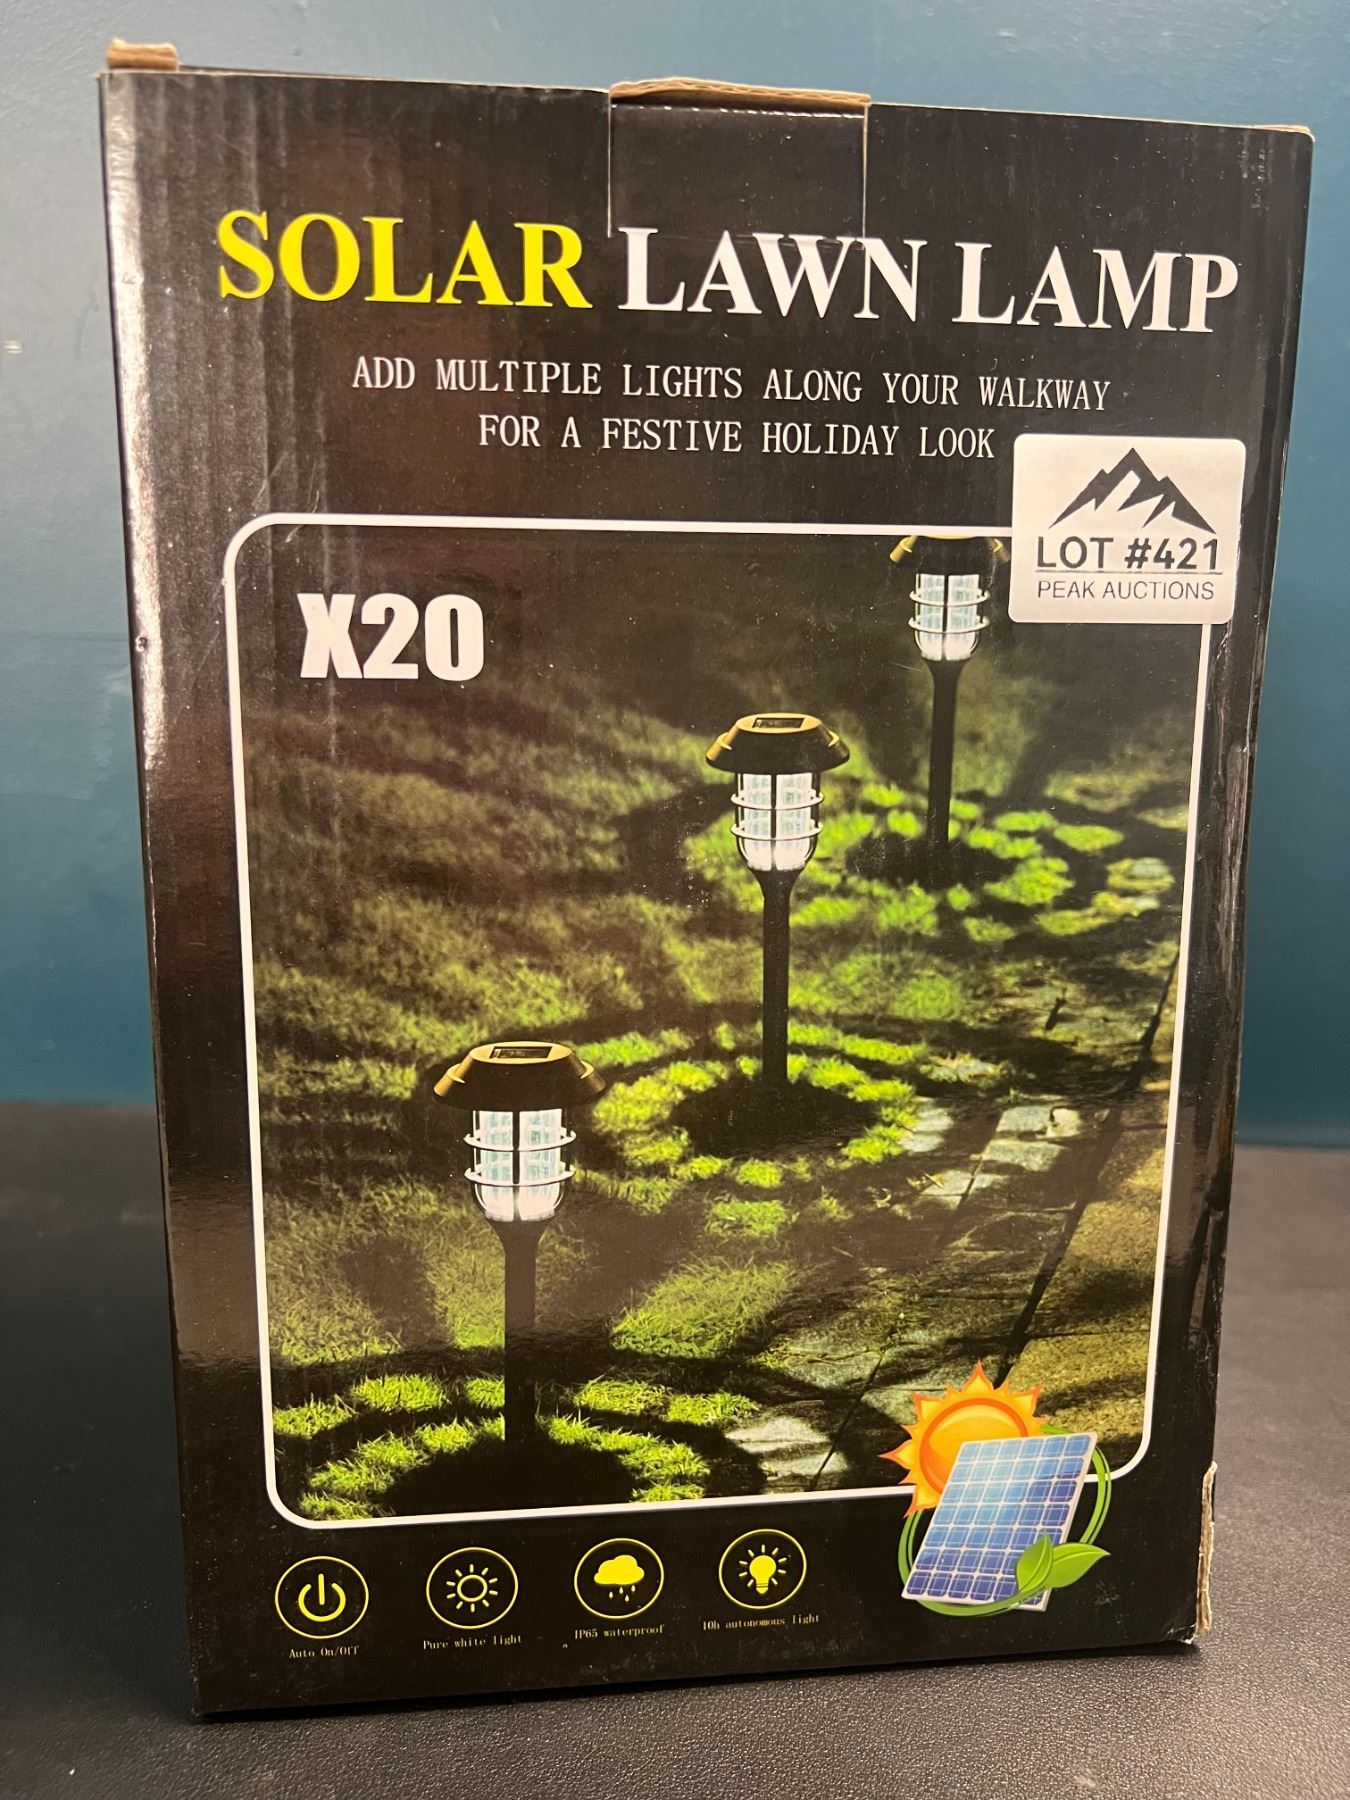 SOLAR LAWN LAMP
ADD MULTIPLE LIGHTS ALONG YOUR WALKWAY
FOR A FESTIVE HOLIDAY LOOK
LOT #421
PEAK AUCTIONS
X20
Auto On/Off
Pure white light
IP65 waterproof
10h autonomous light